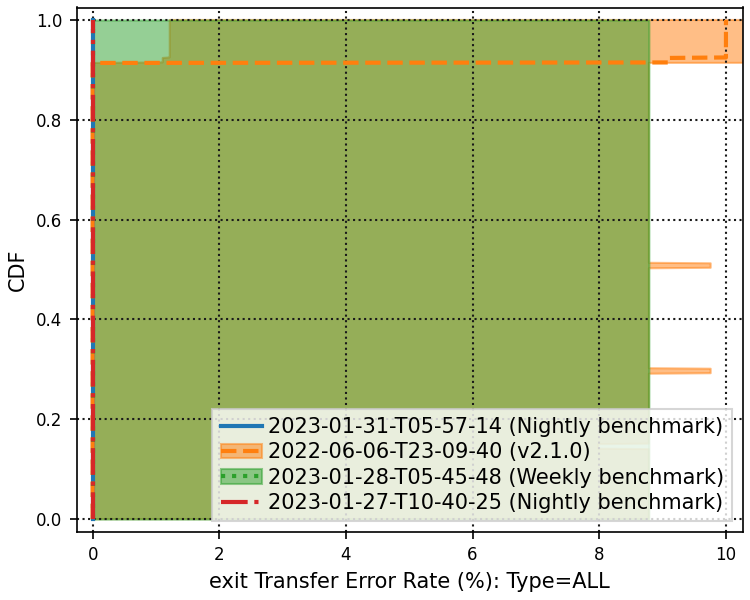 1.0
0.8
0.6
0.4
0.2
0.0
CDF
2023-01-31-T05-57-14 (Nightly benchmark)
2022-06-06-T23-09-40 (v2.1.0)
2023-01-28-T05-45-48 (Weekly benchmark)
2023-01-27-T10-40-25 (Nightly benchmark)
0 2 4 6 8 10
exit Transfer Error Rate (%): Type=ALL